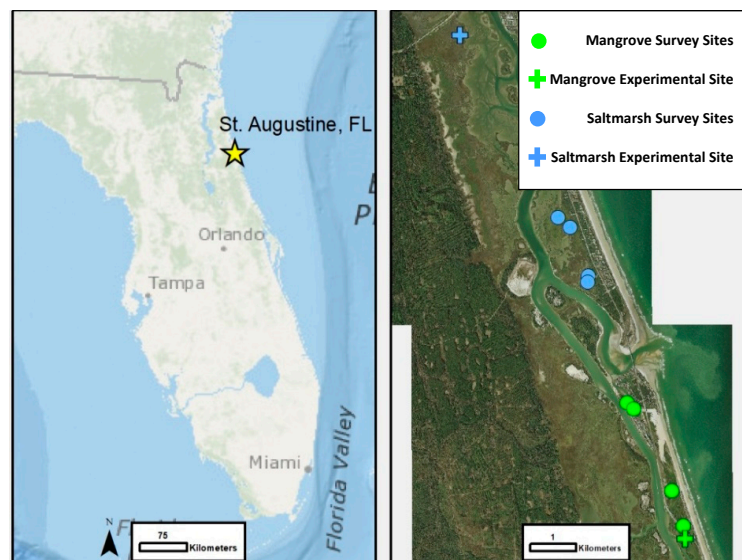 St. Augustine, FL
Orlando
Tampa
Miami
Florida Valley
N
75
Kilometers
Mangrove Survey Sites
Mangrove Experimental Site
Saltmarsh Survey Sites
Saltmarsh Experimental Site
1
Kilometers